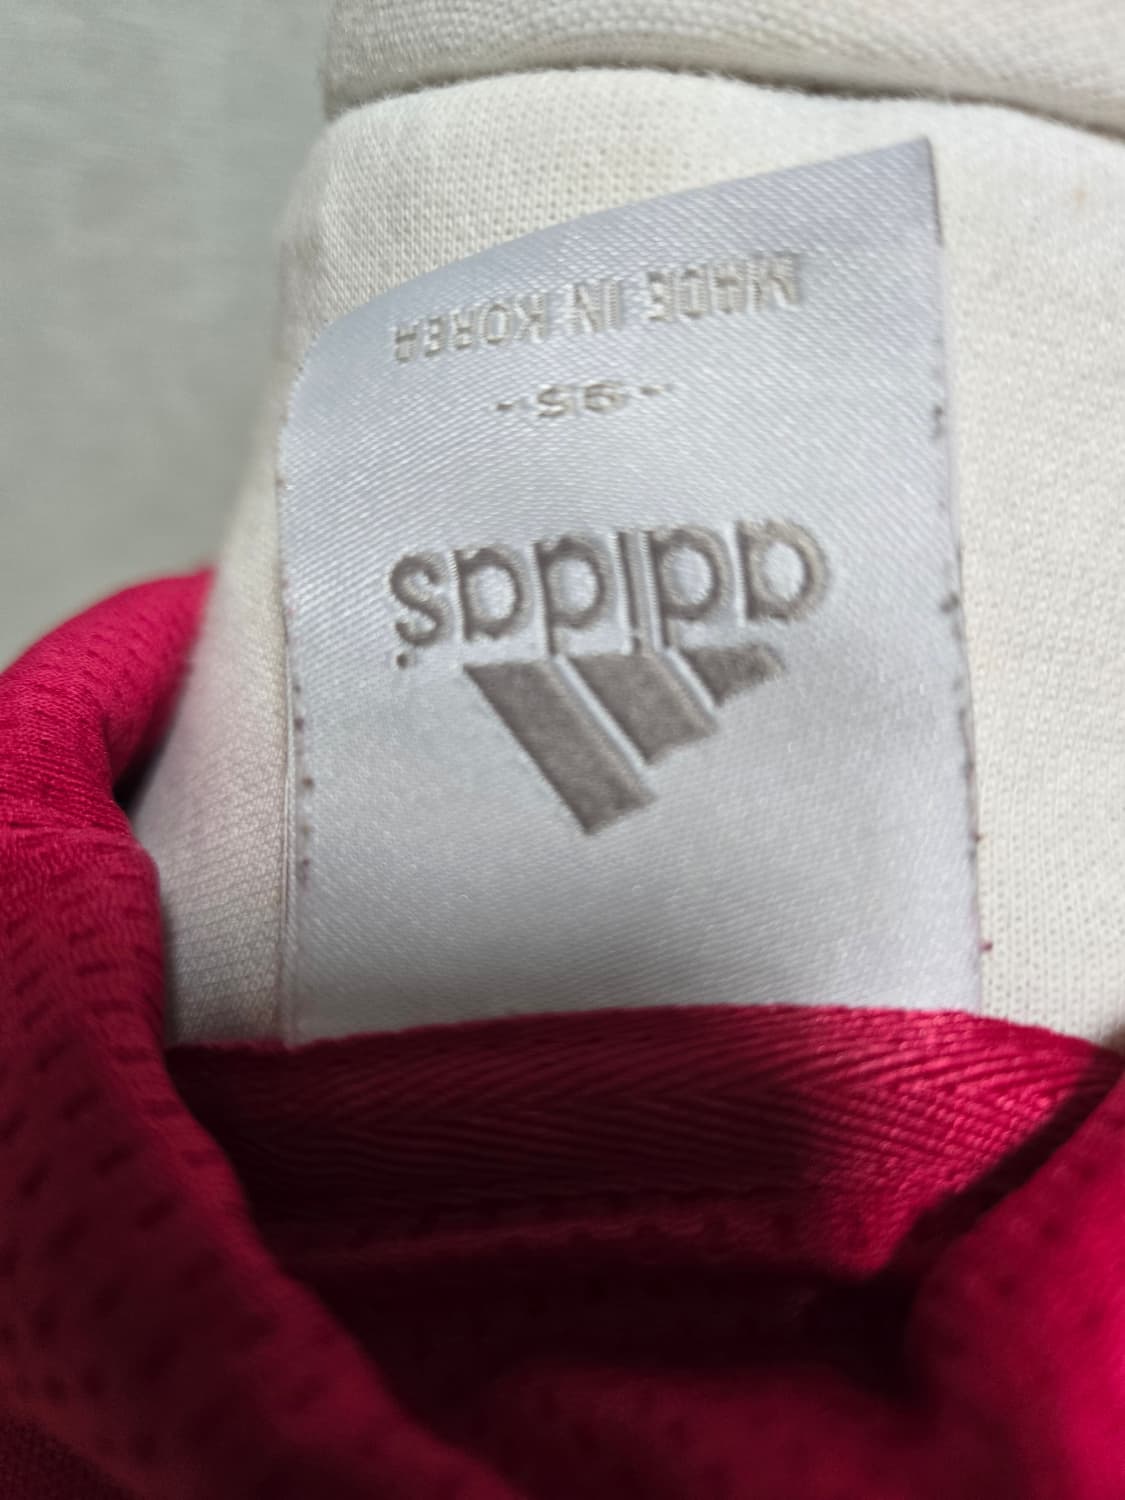 adidas
- 95 -
MADE IN KOREA